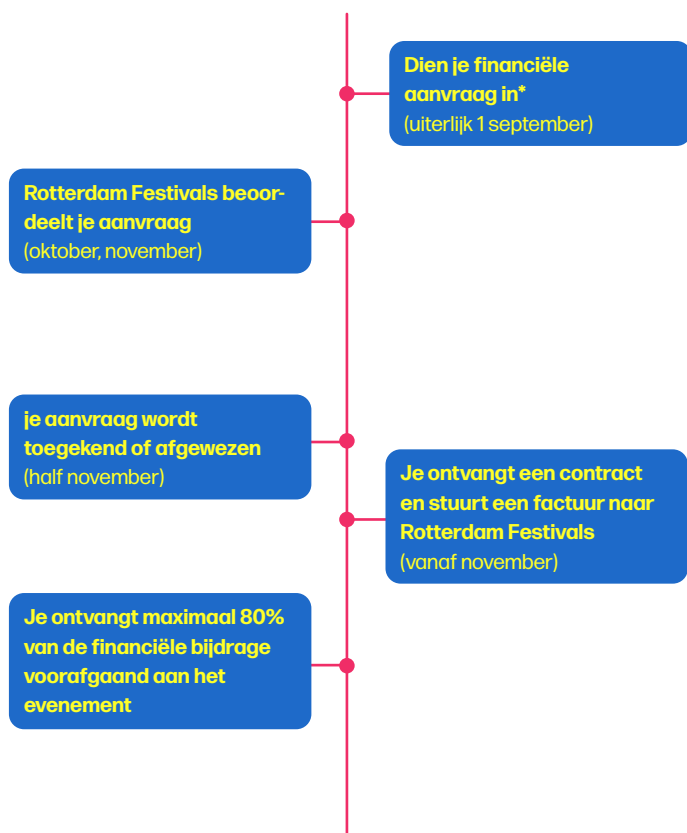 Dien je financiële
aanvraag in*
(uiterlijk 1 september)
Rotterdam Festivals beoor-
deelt je aanvraag
(oktober, november)
je aanvraag wordt
toegekend of afgewezen
(half november)
Je ontvangt een contract
en stuurt een factuur naar
Rotterdam Festivals
(vanaf november)
Je ontvangt maximaal 80%
van de financiële bijdrage
voorafgaand aan het
evenement